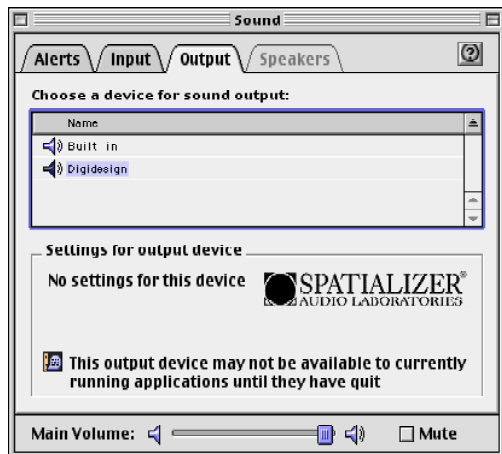 Sound
Alerts Input Output Speakers
Choose a device for sound output:
Name
Built in
Digidesign
Settings for output device
No settings for this device
SPATIALIZER®
AUDIO LABORATORIES
This output device may not be available to currently
running applications until they have quit
Main Volume: Mute